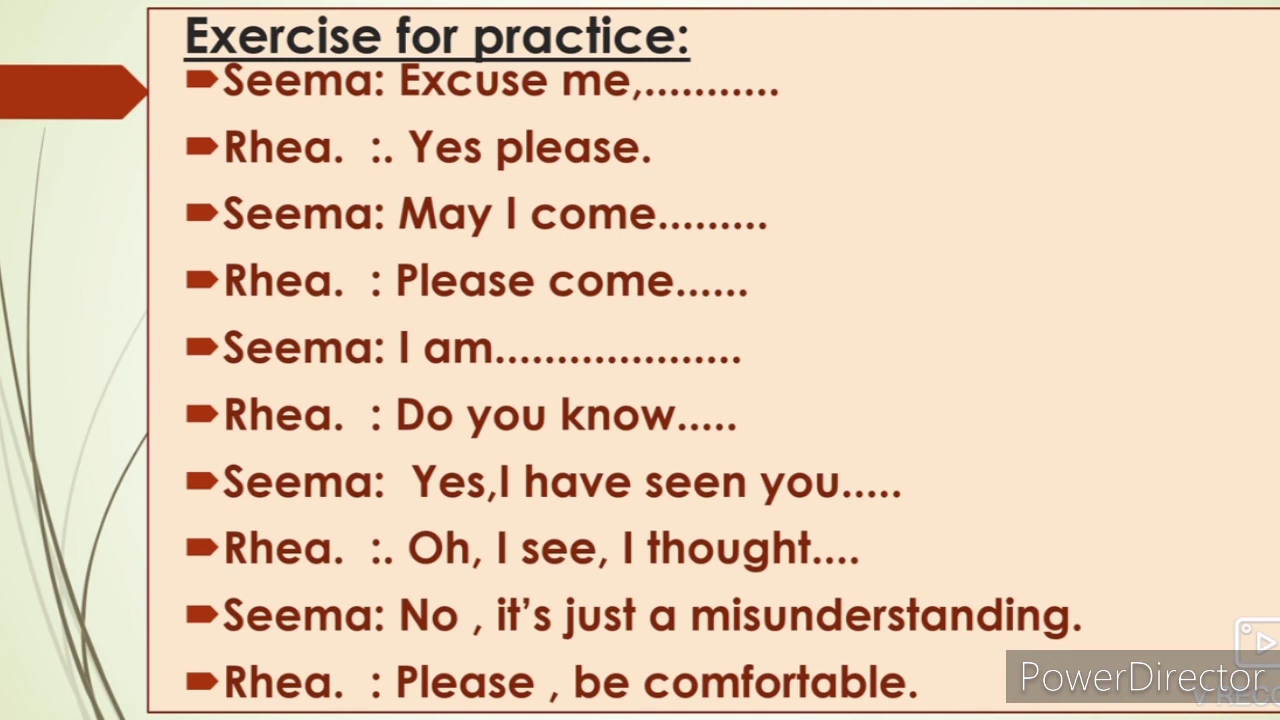 Exercise for practice:
Seema: Excuse me,...........
Rhea.  :. Yes please.
Seema: May I come.........
Rhea.  : Please come......
Seema: I am....................
Rhea.  : Do you know.....
Seema:  Yes,I have seen you.....
Rhea.  :. Oh, I see, I thought....
Seema: No , it’s just a misunderstanding.
Rhea.  : Please , be comfortable.
PowerDirector